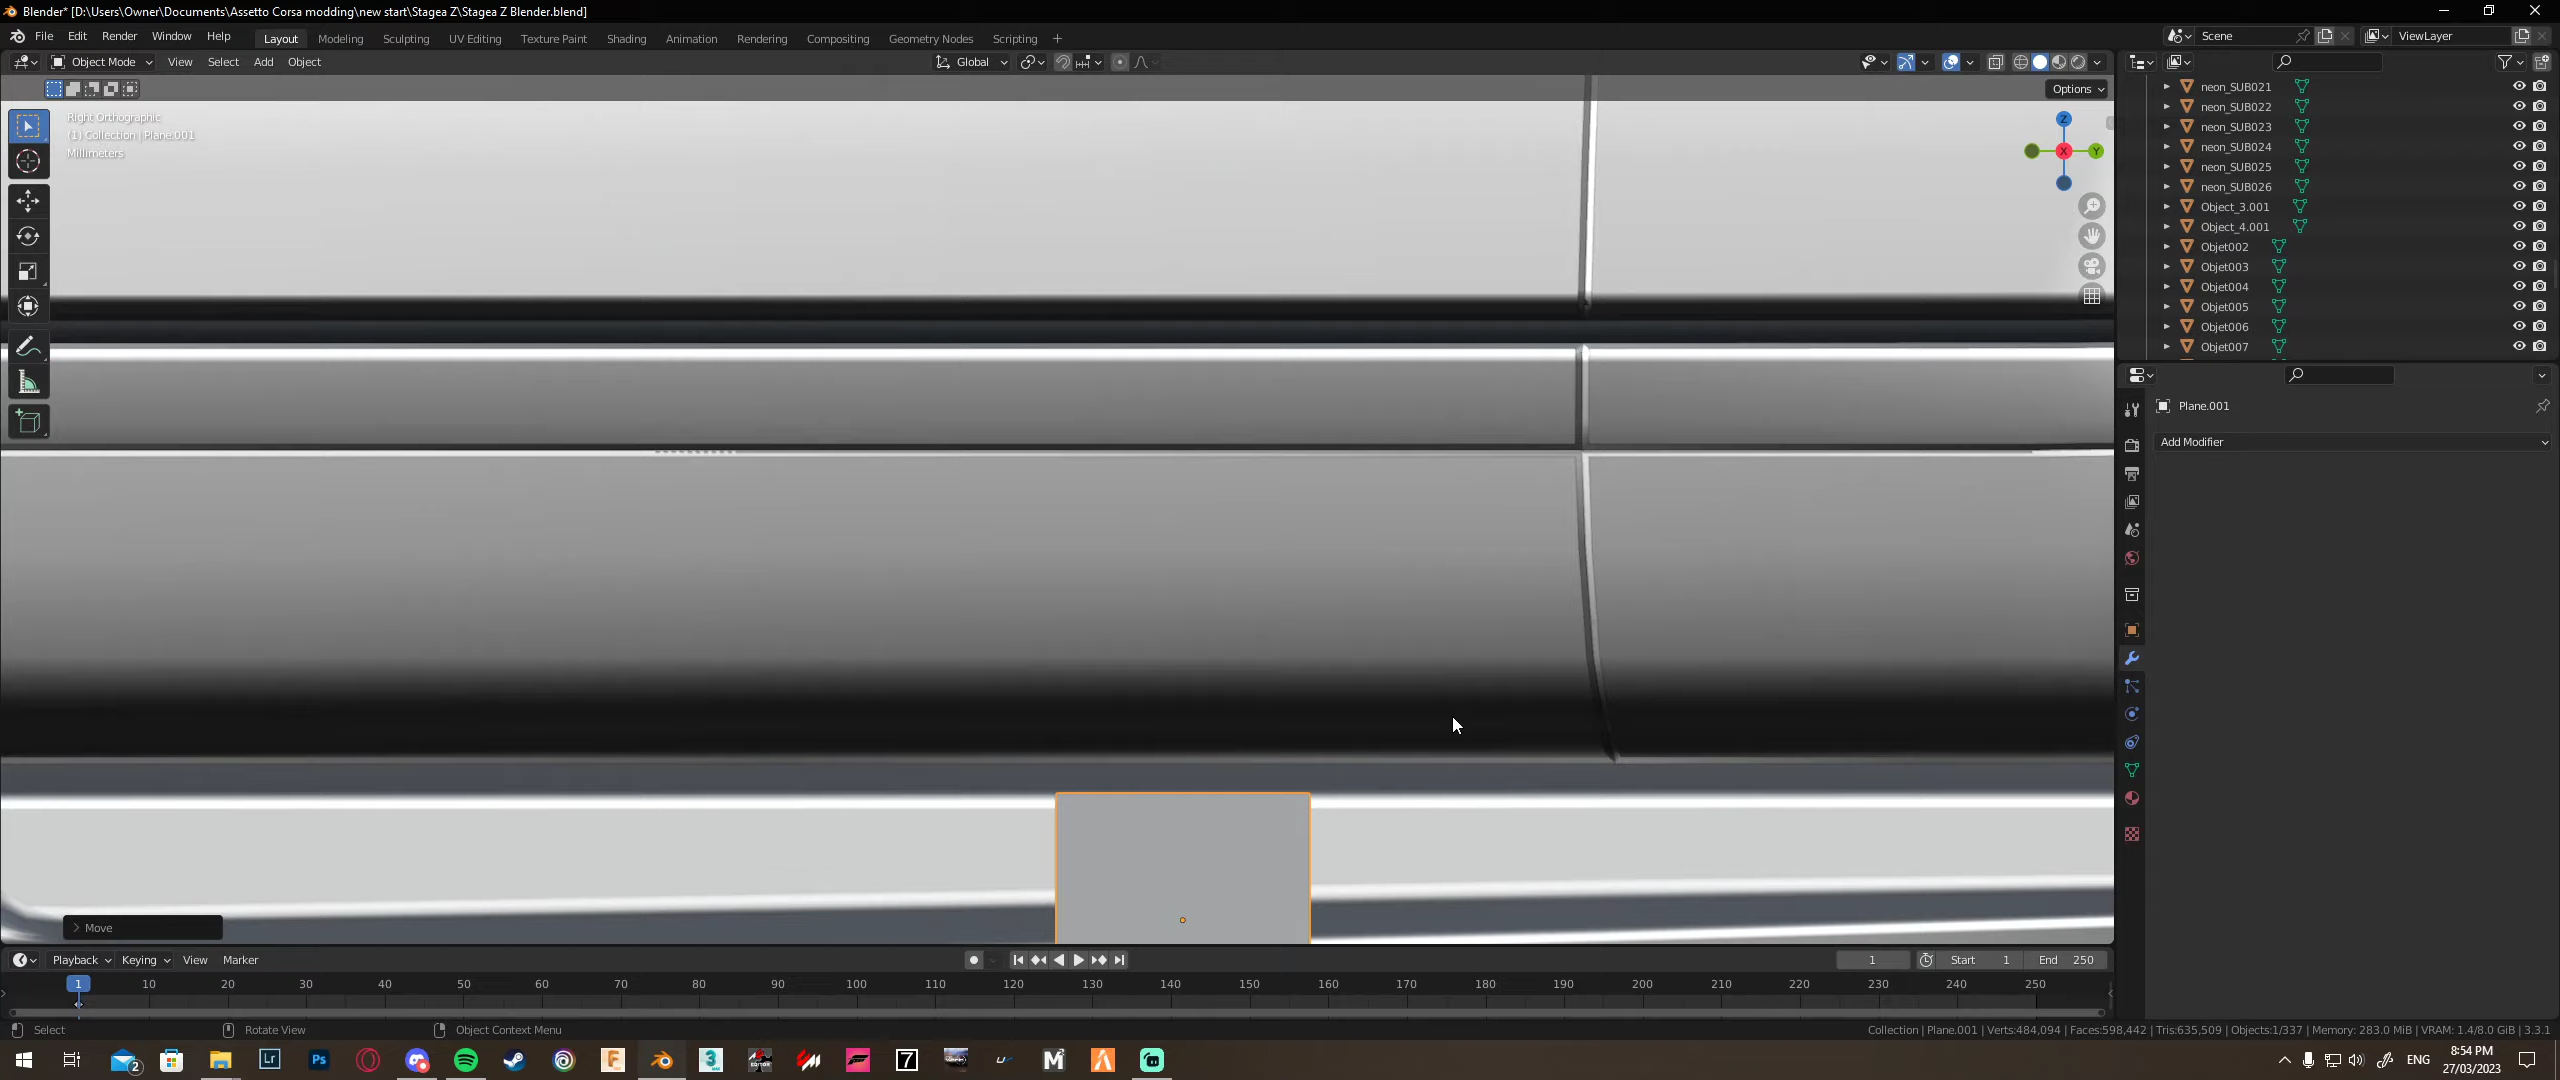 Blender* [D:\Users\Owner\Documents\Assetto Corsa modding\new start\Stagea Z\Stagea Z Blender.blend]
File Edit Render Window Help Layout Modeling Sculpting UV Editing Texture Paint Shading Animation Rendering Compositing Geometry Nodes Scripting + Scene ViewLayer
Object Mode View Select Add Object Global
Options
Right Orthographic
(1) Collection | Plane.001
Millimeters
Z
X
Y
neon_SUB021
neon_SUB022
neon_SUB023
neon_SUB024
neon_SUB025
neon_SUB026
Object_3.001
Object_4.001
Objet002
Objet003
Objet004
Objet005
Objet006
Objet007
Plane.001
Add Modifier
Move
Playback Keying View Marker 1 Start 1 End 250
1 10 20 30 40 50 60 70 80 90 100 110 120 130 140 150 160 170 180 190 200 210 220 230 240 250
Select Rotate View Object Context Menu Collection | Plane.001 | Verts:484,094 | Faces:598,442 | Tris:635,509 | Objects:1/337 | Memory: 283.0 MiB | VRAM: 1.4/8.0 GiB | 3.3.1
2 Lr Ps F 3 EDITOR 7 M ENG 8:54 PM
27/03/2023